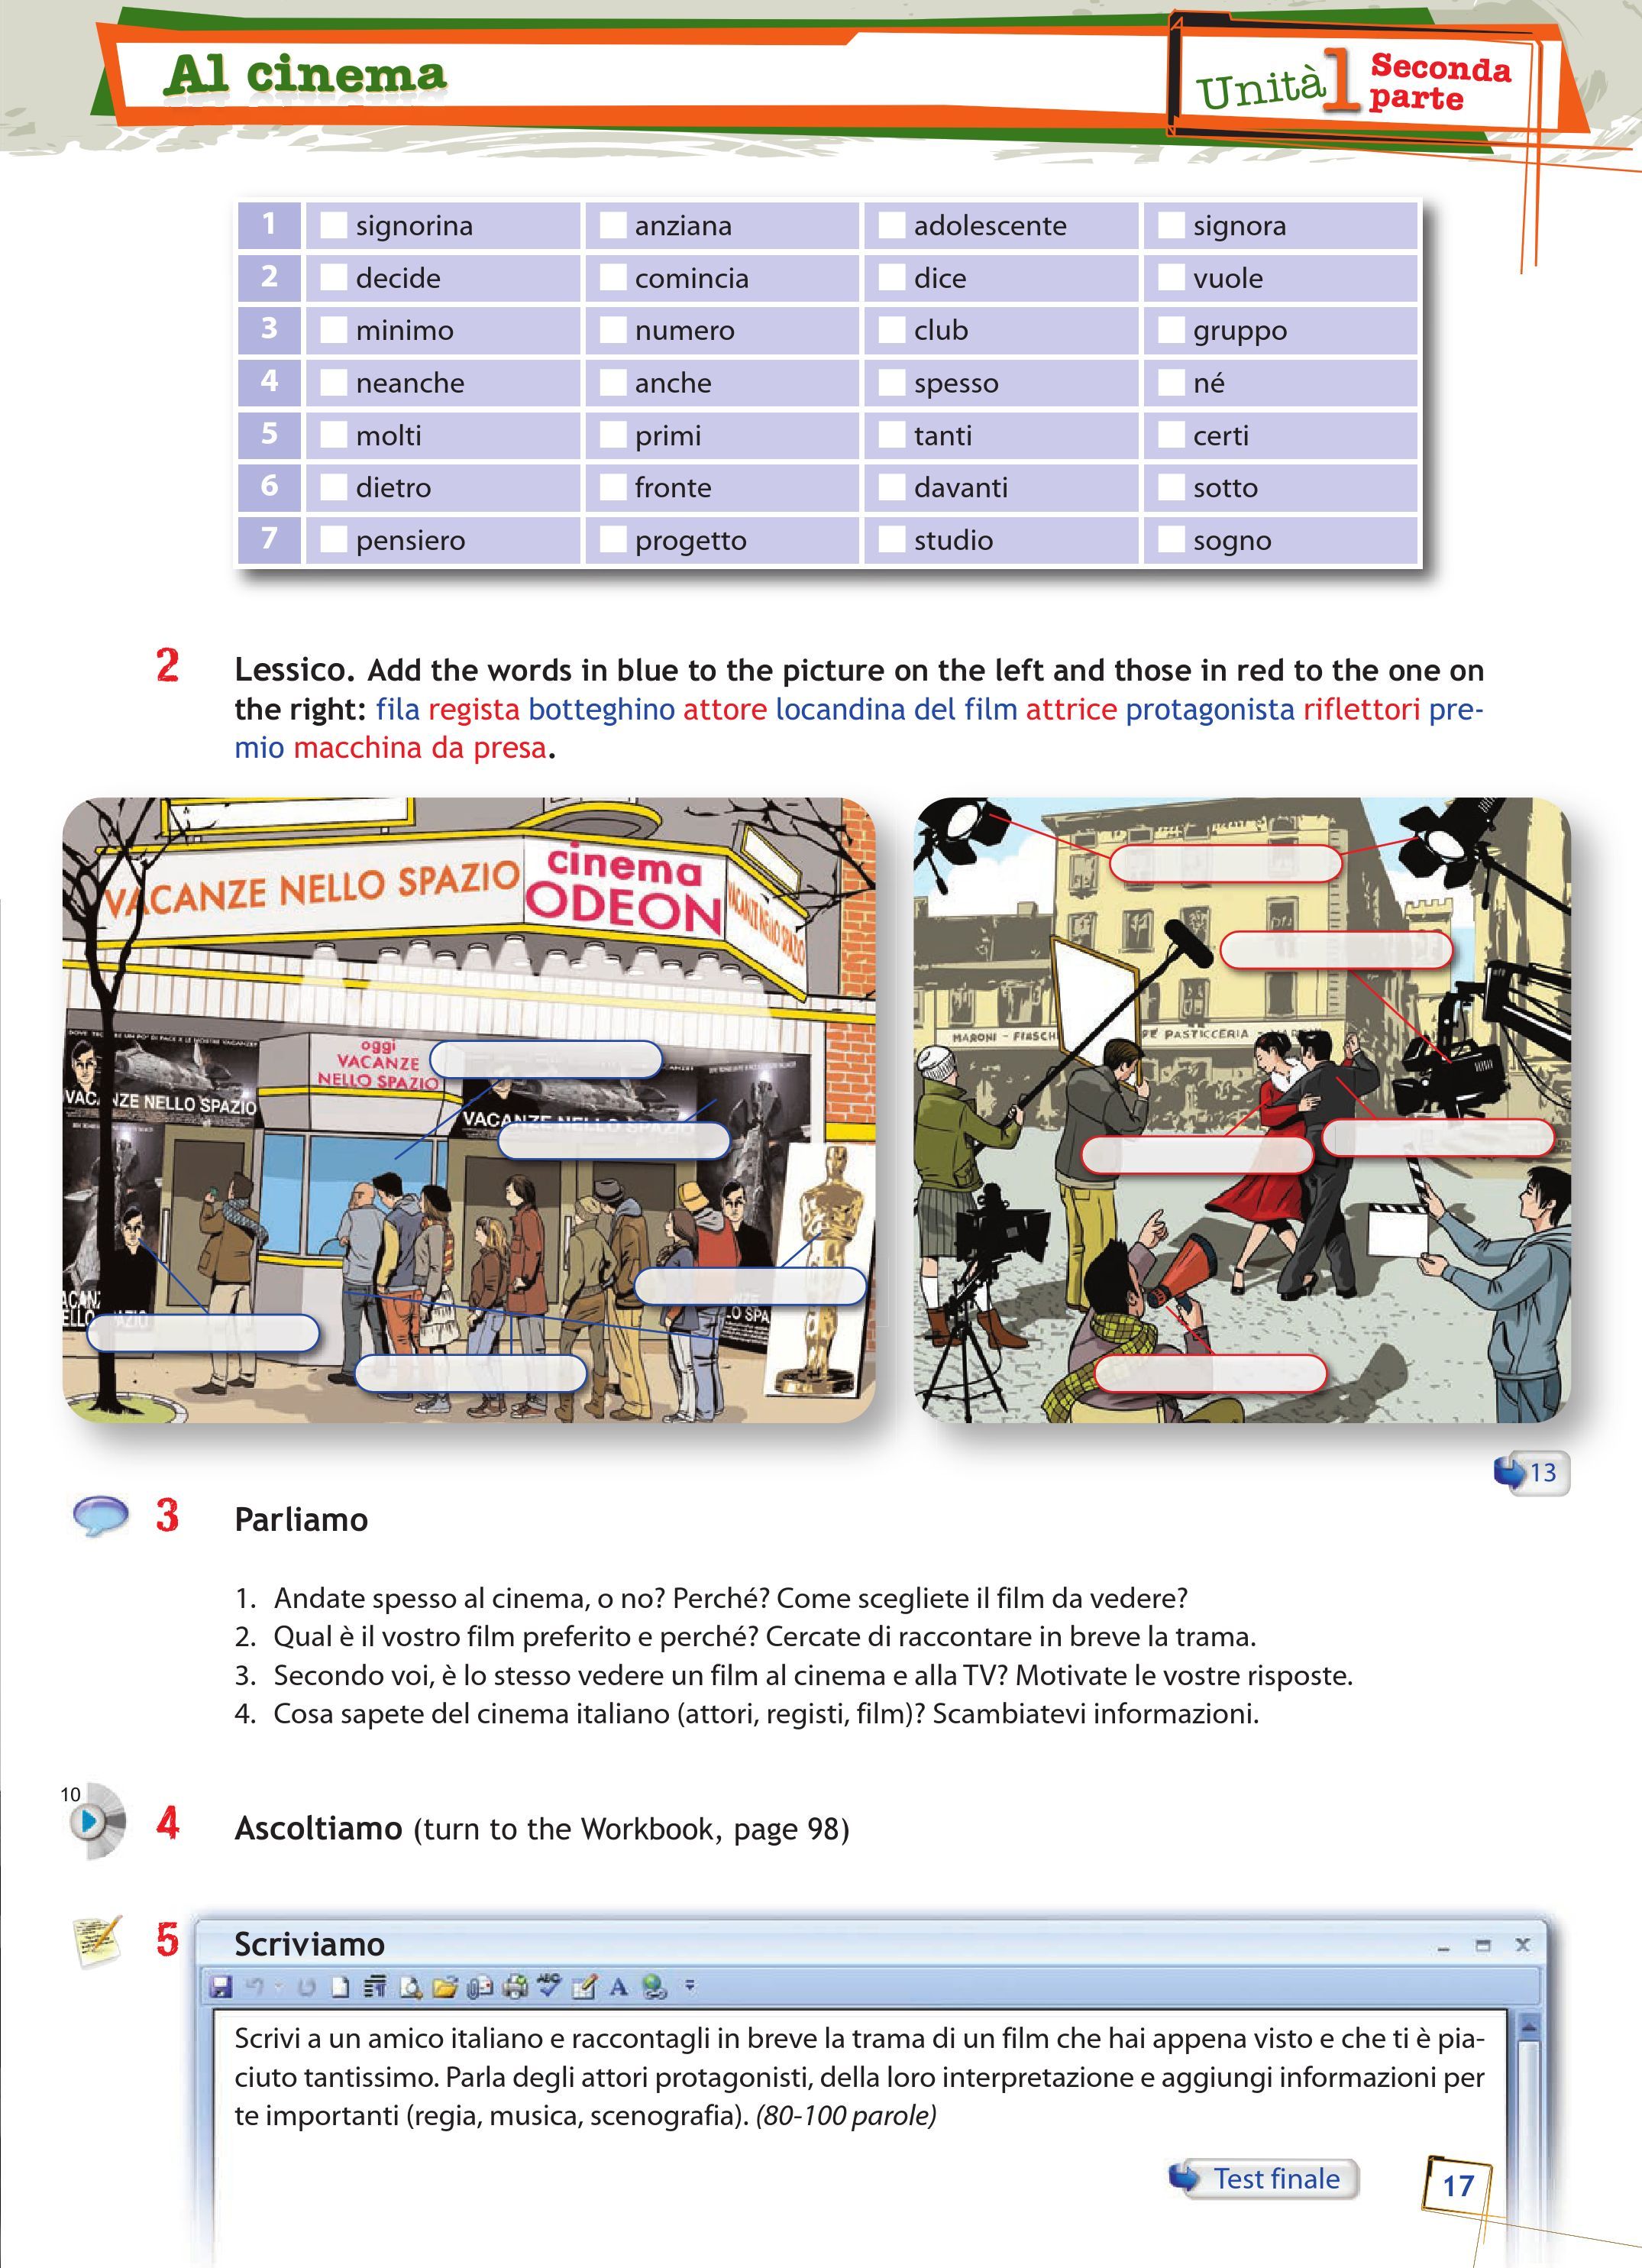 Al cinema
Unità 1 Seconda parte
1 signorina anziana adolescente signora
2 decide comincia dice vuole
3 minimo numero club gruppo
4 neanche anche spesso né
5 molti primi tanti certi
6 dietro fronte davanti sotto
7 pensiero progetto studio sogno
2 Lessico. Add the words in blue to the picture on the left and those in red to the one on
the right: fila regista botteghino attore locandina del film attrice protagonista riflettori pre-
mio macchina da presa.
VACANZE NELLO SPAZIO
cinema
ODEON
VACANZE NELLO SPAZIO
oggi
VACANZE
NELLO SPAZIO
VACANZE NELLO SPAZIO
VACANZE NELLO SPAZIO
MARONI - FIASCH
PASTICCERIA
13
3 Parliamo
1. Andate spesso al cinema, o no? Perché? Come scegliete il film da vedere?
2. Qual è il vostro film preferito e perché? Cercate di raccontare in breve la trama.
3. Secondo voi, è lo stesso vedere un film al cinema e alla TV? Motivate le vostre risposte.
4. Cosa sapete del cinema italiano (attori, registi, film)? Scambiatevi informazioni.
10
4 Ascoltiamo (turn to the Workbook, page 98)
5 Scriviamo
Scrivi a un amico italiano e raccontagli in breve la trama di un film che hai appena visto e che ti è pia-
ciuto tantissimo. Parla degli attori protagonisti, della loro interpretazione e aggiungi informazioni per
te importanti (regia, musica, scenografia). (80-100 parole)
Test finale
17